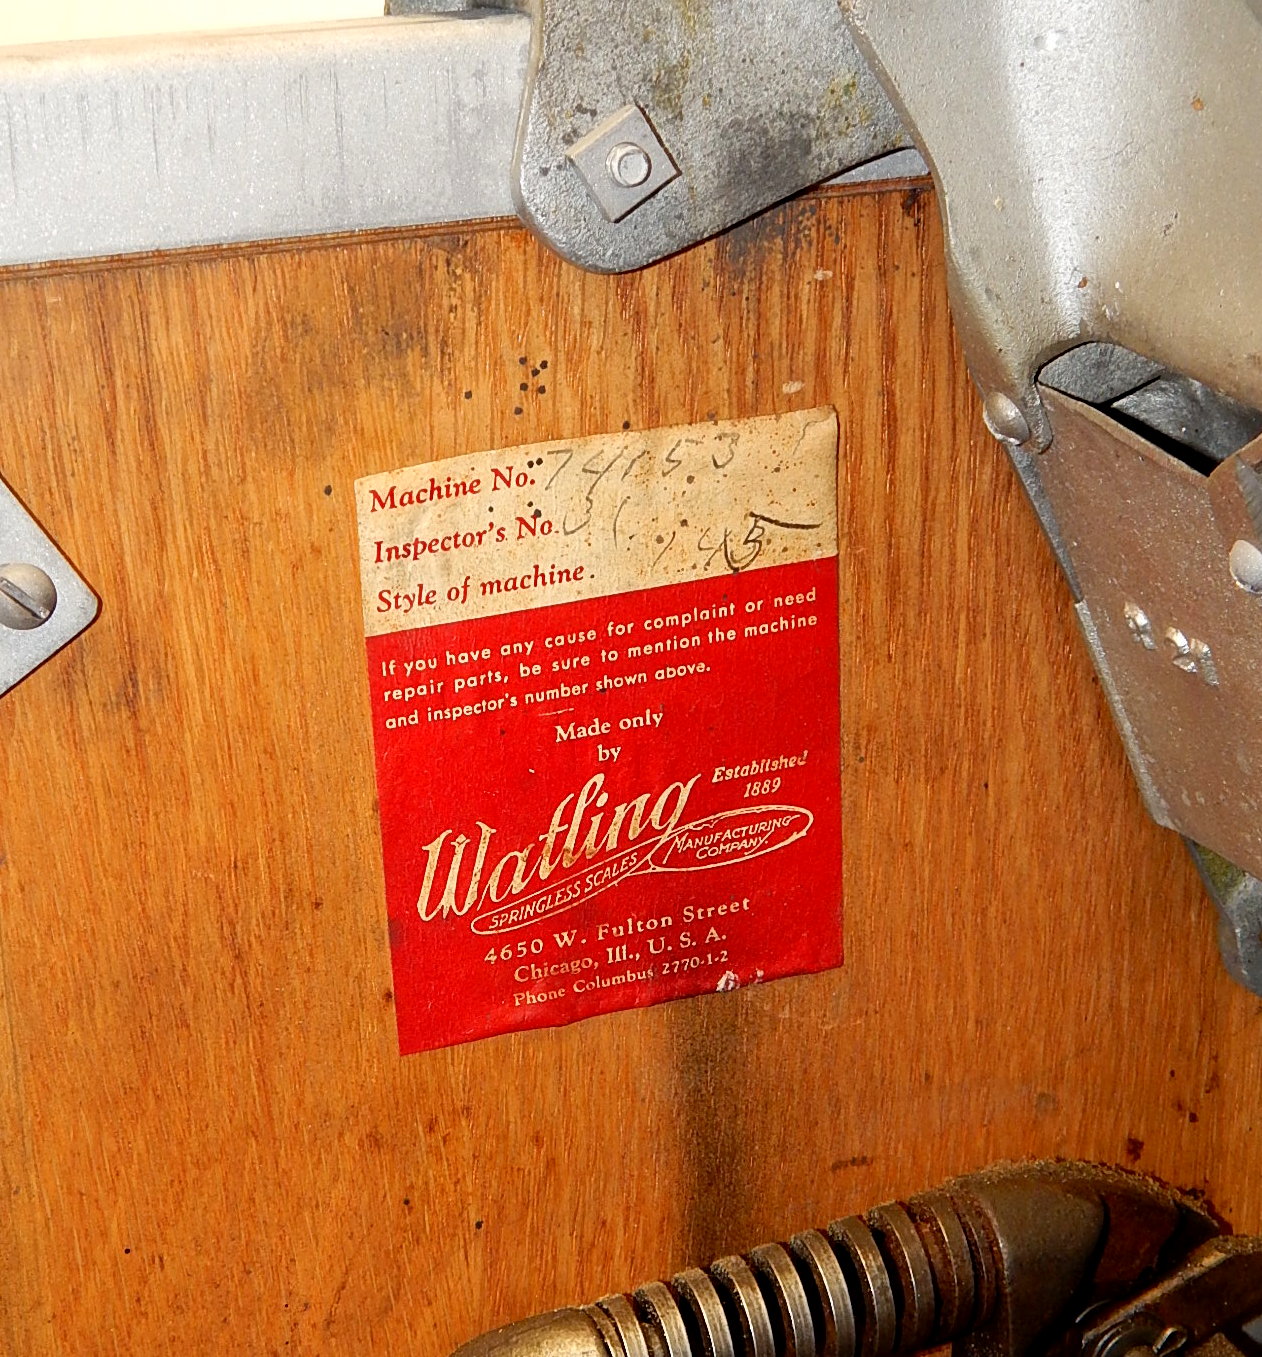 Machine No. 74153
Inspector's No. 31
Style of machine.
If you have any cause for complaint or need
repair parts, be sure to mention the machine
and inspector's number shown above.
Made only
by
Watling
Established
1889
SPRINGLESS SCALES
MANUFACTURING
COMPANY.
4650 W. Fulton Street
Chicago, Ill., U. S. A.
Phone Columbus 2770-1-2